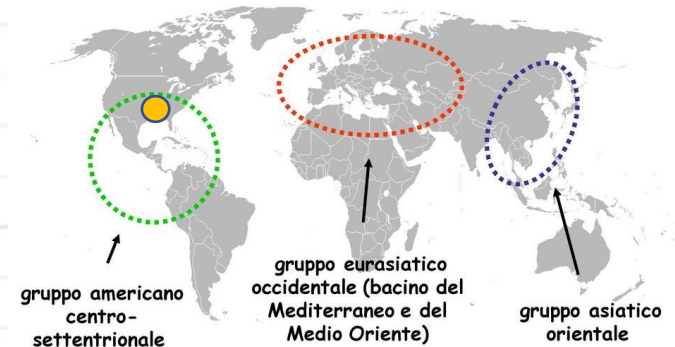 gruppo americano
centro-
settentrionale
gruppo eurasiatico
occidentale (bacino del
Mediterraneo e del
Medio Oriente)
gruppo asiatico
orientale